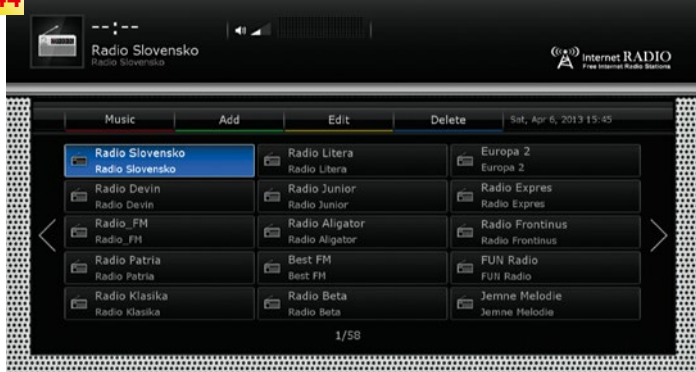 44
--:--
Radio Slovensko
Radio Slovensko
Internet RADIO
Free Internet Radio Stations
Music Add Edit Delete Sat, Apr 6, 2013 15:45
Radio Slovensko
Radio Slovensko
Radio Litera
Radio Litera
Europa 2
Europa 2
Radio Devin
Radio Devin
Radio Junior
Radio Junior
Radio Expres
Radio Expres
Radio_FM
Radio_FM
Radio Aligator
Radio Aligator
Radio Frontinus
Radio Frontinus
Radio Patria
Radio Patria
Best FM
Best FM
FUN Radio
FUN Radio
Radio Klasika
Radio Klasika
Radio Beta
Radio Beta
Jemne Melodie
Jemne Melodie
1/58